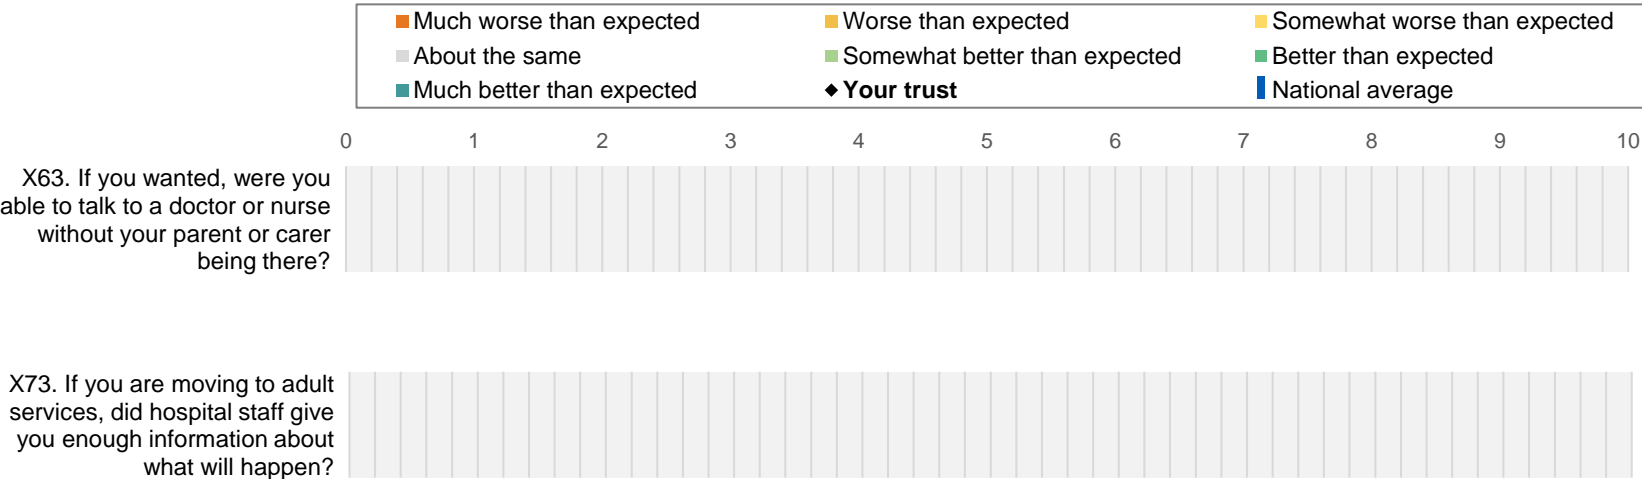 Much worse than expected Worse than expected Somewhat worse than expected
About the same Somewhat better than expected Better than expected
Much better than expected Your trust National average
0 1 2 3 4 5 6 7 8 9 10
X63. If you wanted, were you
able to talk to a doctor or nurse
without your parent or carer
being there?
X73. If you are moving to adult
services, did hospital staff give
you enough information about
what will happen?